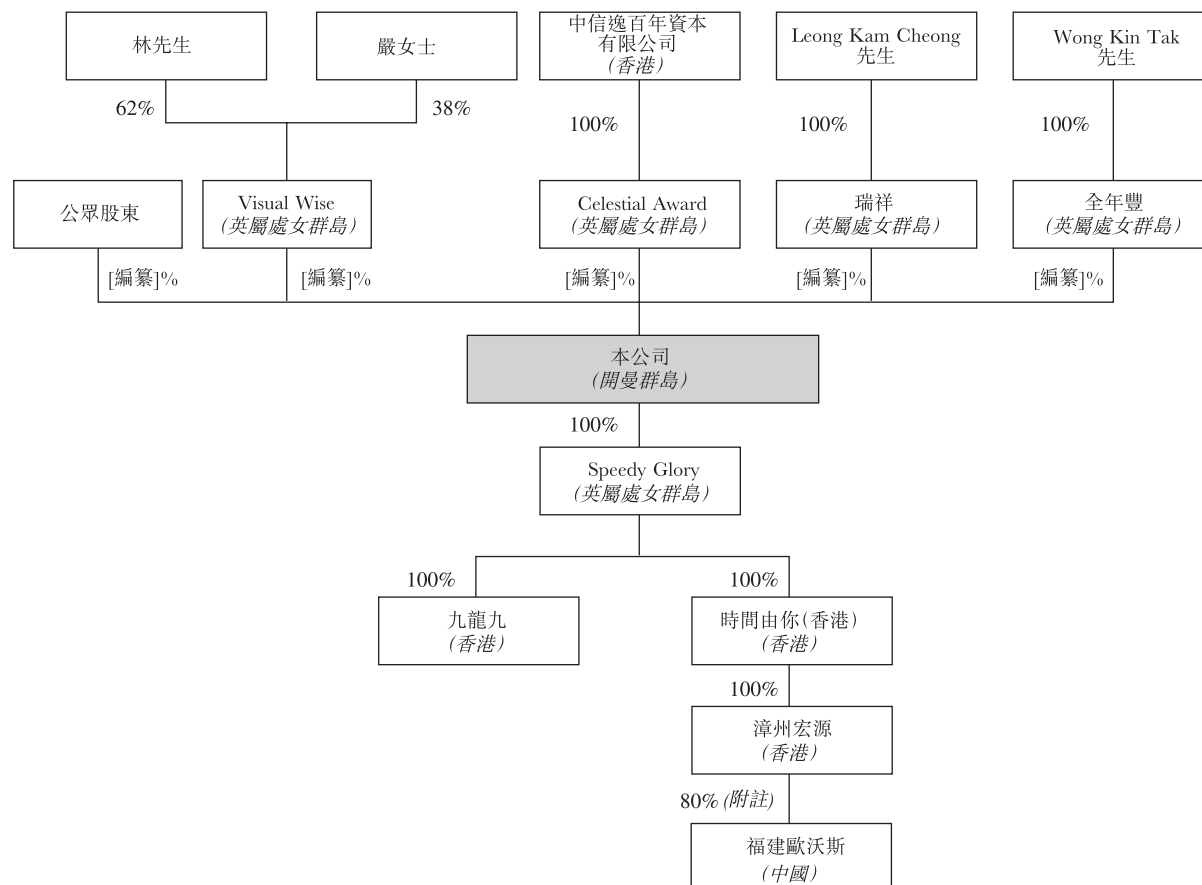 林先生
嚴女士
中信逸百年資本
有限公司
(香港)
Leong Kam Cheong
先生
Wong Kin Tak
先生
62%
38%
100%
100%
100%
公眾股東
Visual Wise
(英屬處女群島)
Celestial Award
(英屬處女群島)
瑞祥
(英屬處女群島)
全年豐
(英屬處女群島)
[編纂]%
[編纂]%
[編纂]%
[編纂]%
[編纂]%
本公司
(開曼群島)
100%
Speedy Glory
(英屬處女群島)
100%
100%
九龍九
(香港)
時間由你(香港)
(香港)
100%
漳州宏源
(香港)
80% (附註)
福建歐沃斯
(中國)